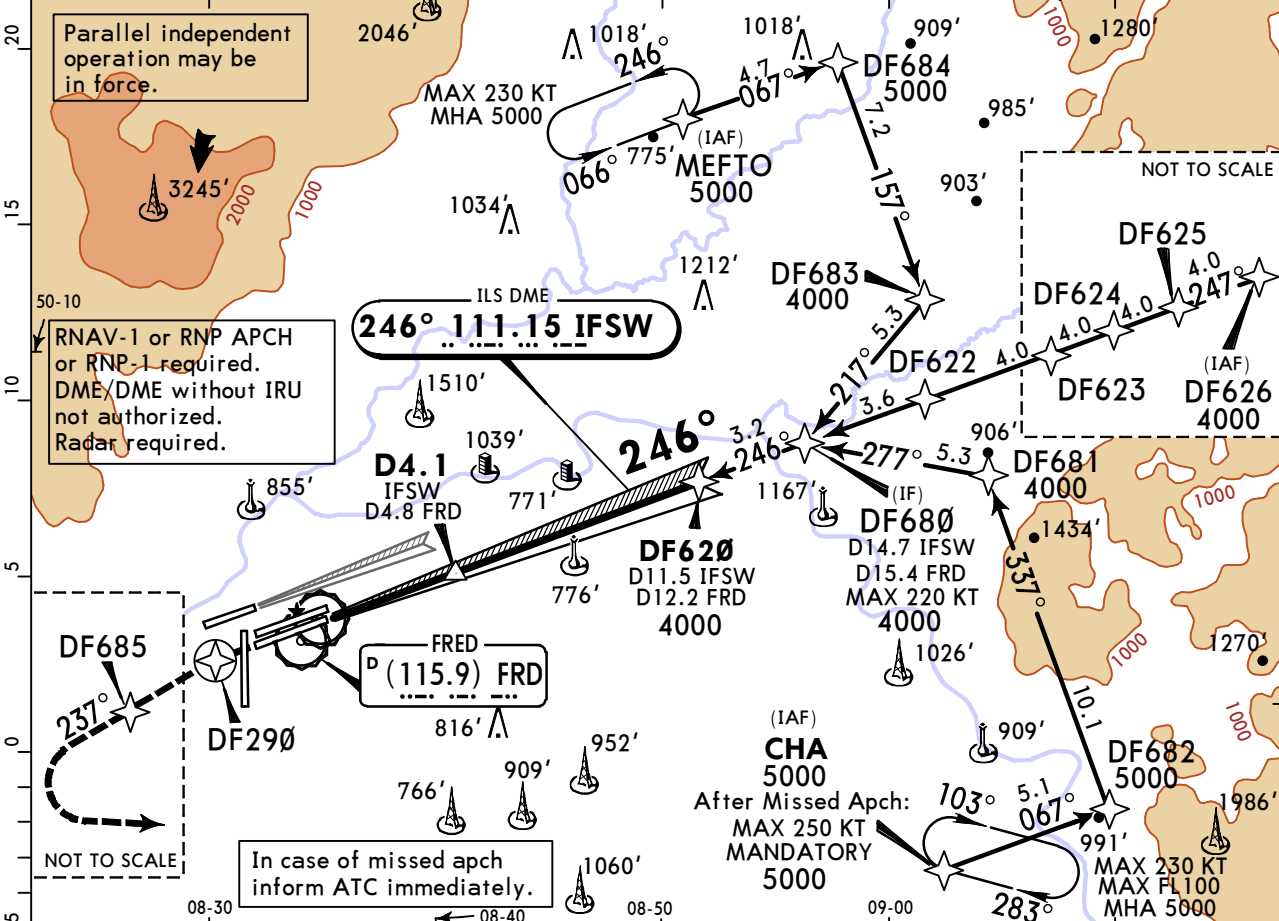 20
15
10
5
0
5
Parallel independent
operation may be
in force.
2046'
1018'
1018'
909'
1000
1280'
246°
4.7
067°
DF684
5000
MAX 230 KT
MHA 5000
066°
775'
(IAF)
MEFTO
5000
7.2
157°
985'
903'
3245'
2000
1000
1034'
1212'
NOT TO SCALE
DF625
4.0
247°
DF624
4.0
4.0
4.0
DF623
(IAF)
DF626
4000
DF683
4000
5.3
217°
DF622
3.6
50-10
RNAV-1 or RNP APCH
or RNP-1 required.
DME/DME without IRU
not authorized.
Radar required.
ILS DME
246° 111.15 IFSW
1510'
1039'
771'
855'
D4.1
IFSW
D4.8 FRD
246°
3.2
246°
277°
5.3
906'
DF681
4000
1000
1167'
(IF)
DF680
D14.7 IFSW
D15.4 FRD
MAX 220 KT
4000
DF620
D11.5 IFSW
D12.2 FRD
4000
776'
1434'
337°
1000
1270'
1000
1026'
10.1
DF685
237°
DF290
FRED
D (115.9) FRD
816'
952'
909'
766'
1060'
NOT TO SCALE
In case of missed apch
inform ATC immediately.
(IAF)
CHA
5000
After Missed Apch:
MAX 250 KT
MANDATORY
5000
909'
DF682
5000
103°
5.1
067°
991'
1986'
283°
MAX 230 KT
MAX FL100
MHA 5000
08-30
08-40
08-50
09-00